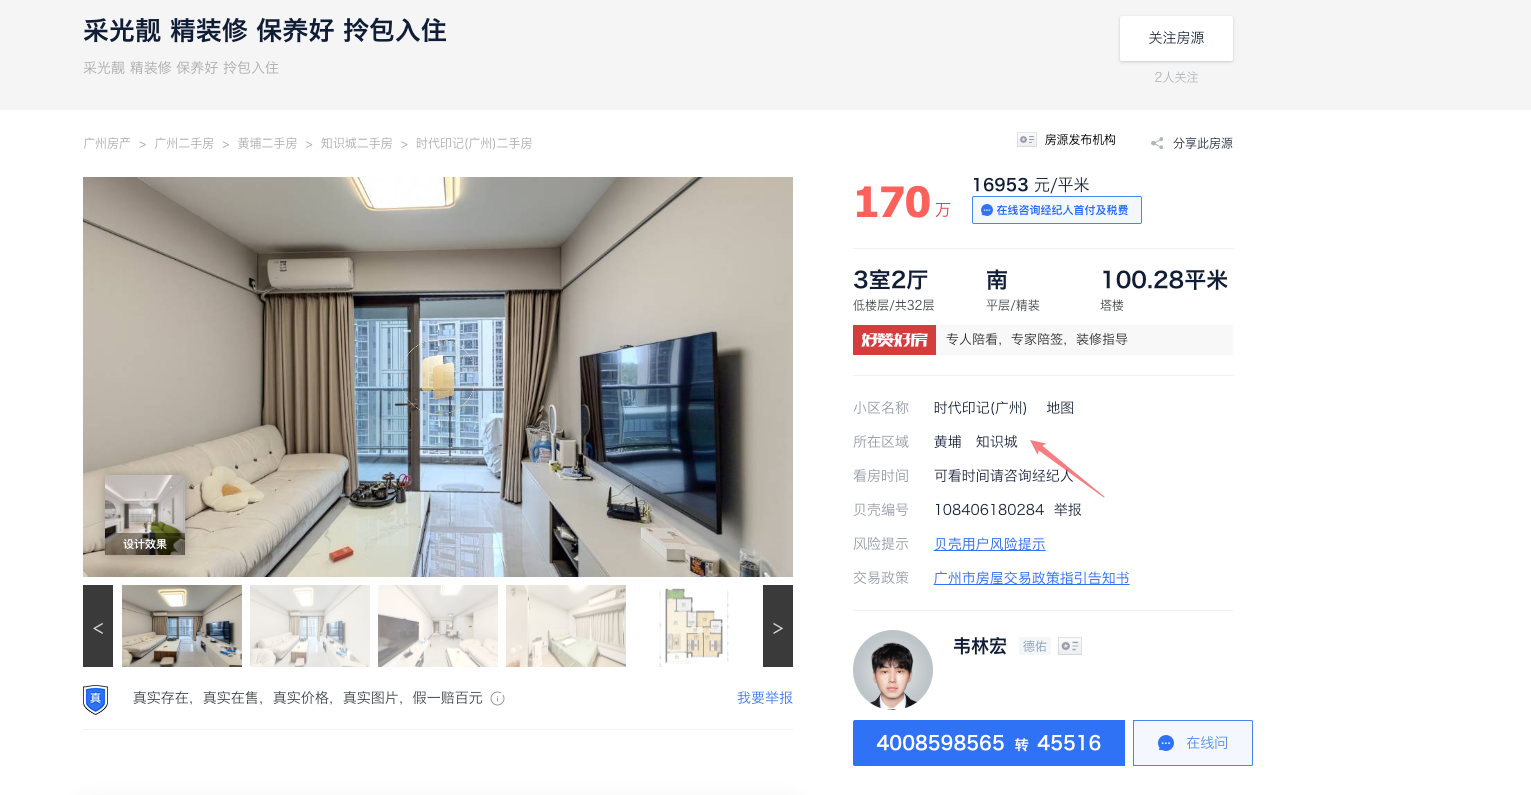 采光靓 精装修 保养好 拎包入住
采光靓 精装修 保养好 拎包入住
关注房源
2人关注
广州房产 > 广州二手房 > 黄埔二手房 > 知识城二手房 > 时代印记(广州)二手房
房源发布机构
分享此房源
170万
16953 元/平米
在线咨询经纪人首付及税费
3室2厅 南 100.28平米
低楼层/共32层 平层/精装 塔楼
好赞好房 专人陪看，专家陪签，装修指导
小区名称 时代印记(广州) 地图
所在区域 黄埔 知识城
看房时间 可看时间请咨询经纪人
贝壳编号 108406180284 举报
风险提示 贝壳用户风险提示
交易政策 广州市房屋交易政策指引告知书
设计效果
< >
真 真实存在，真实在售，真实价格，真实图片，假一赔百元
我要举报
韦林宏 德佑
4008598565 转 45516
在线问